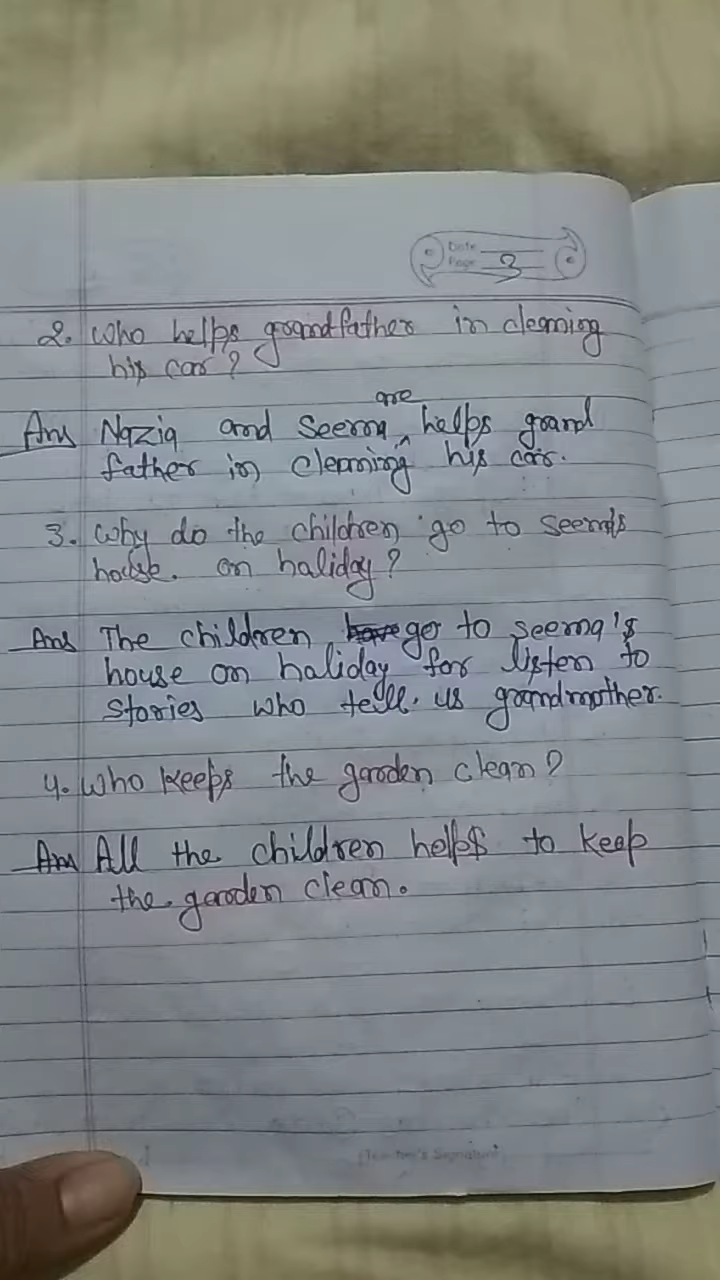 Date
Page 3
2. Who helps grandfather in cleaning
his car?
are
Ans Nazia and Seema ^ helps grand
father in cleaning his car.
3. Why do the children go to Seema's
house. on haliday?
Ans The children have go to Seema's
house on haliday for listen to
stories who tell. us grandmother.
4. Who keeps the garden clean?
Ans All the children helps to keep
the garden clean.
(Teacher's Signature)